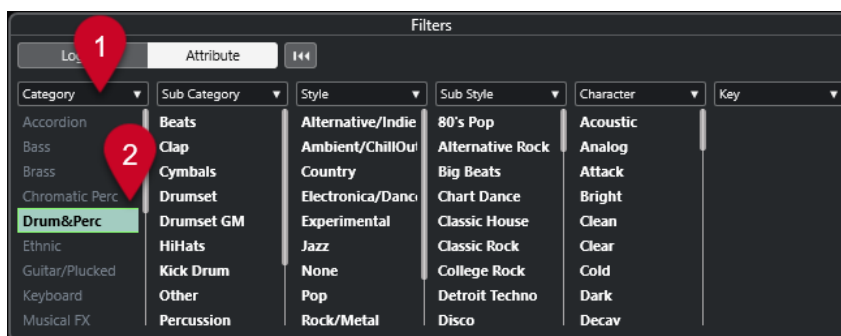 Filters
Lo
Attribute
1
Category
Sub Category
Style
Sub Style
Character
Key
Accordion
Beats
Alternative/Indie
80's Pop
Acoustic
Bass
Clap
Ambient/ChillOut
Alternative Rock
Analog
2
Brass
Cymbals
Country
Big Beats
Attack
Chromatic Perc
Drumset
Electronica/Danc
Chart Dance
Bright
Drum&Perc
Drumset GM
Experimental
Classic House
Clean
Ethnic
HiHats
Jazz
Classic Rock
Clear
Guitar/Plucked
Kick Drum
None
College Rock
Cold
Keyboard
Other
Pop
Detroit Techno
Dark
Musical FX
Percussion
Rock/Metal
Disco
Decay